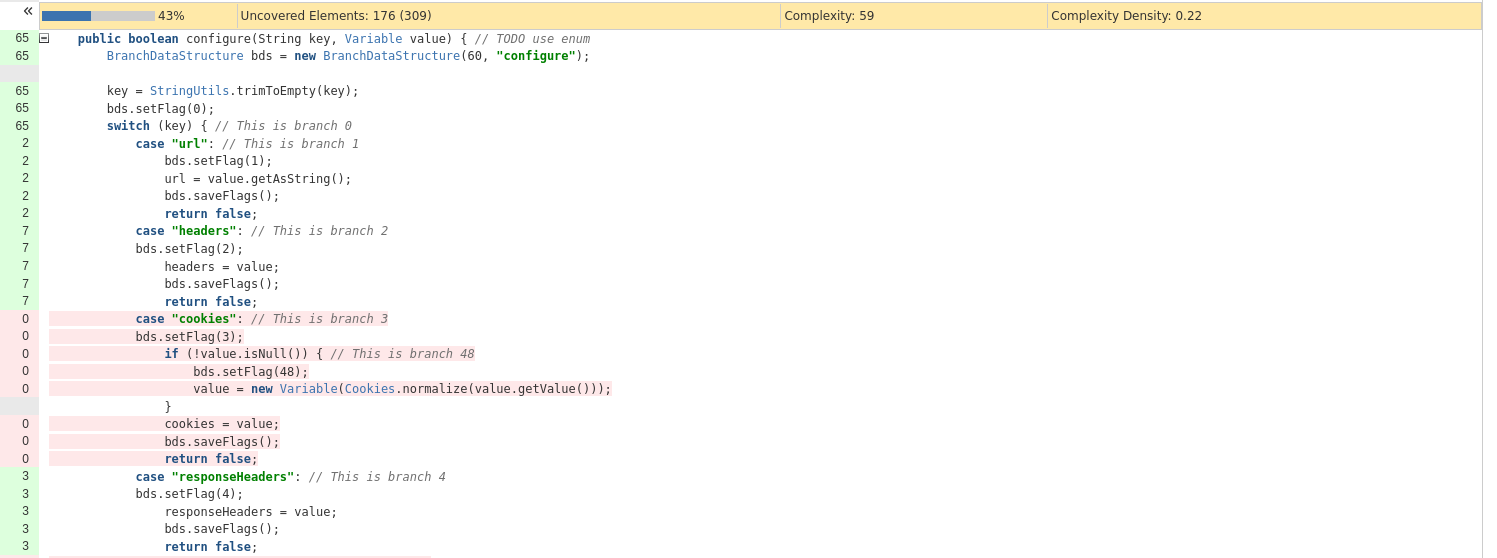 « 43% Uncovered Elements: 176 (309) Complexity: 59 Complexity Density: 0.22
65 public boolean configure(String key, Variable value) { // TODO use enum
65 BranchDataStructure bds = new BranchDataStructure(60, "configure");
65 key = StringUtils.trimToEmpty(key);
65 bds.setFlag(0);
65 switch (key) { // This is branch 0
2 case "url": // This is branch 1
2 bds.setFlag(1);
2 url = value.getAsString();
2 bds.saveFlags();
2 return false;
7 case "headers": // This is branch 2
7 bds.setFlag(2);
7 headers = value;
7 bds.saveFlags();
7 return false;
0 case "cookies": // This is branch 3
0 bds.setFlag(3);
0 if (!value.isNull()) { // This is branch 48
0 bds.setFlag(48);
0 value = new Variable(Cookies.normalize(value.getValue()));
}
0 cookies = value;
0 bds.saveFlags();
0 return false;
3 case "responseHeaders": // This is branch 4
3 bds.setFlag(4);
3 responseHeaders = value;
3 bds.saveFlags();
3 return false;